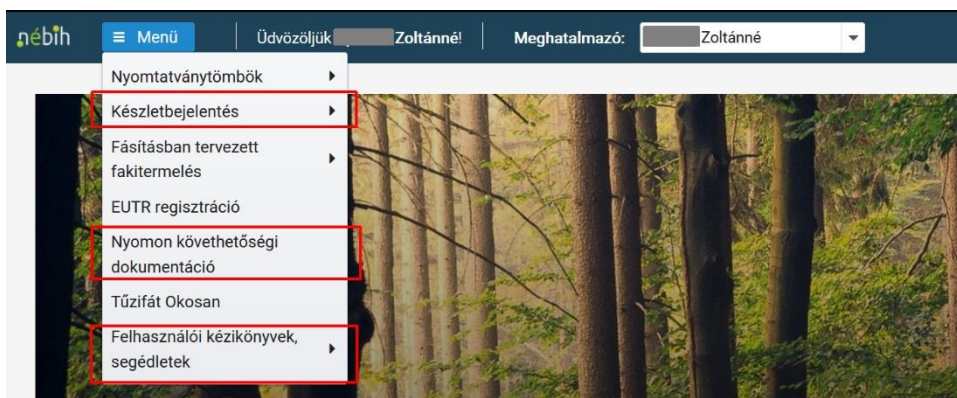 nébih
≡ Menü
Üdvözöljük Zoltánné!
Meghatalmazó:
Zoltánné
Nyomtatványtömbök
Készletbejelentés
Fásításban tervezett
fakitermelés
EUTR regisztráció
Nyomon követhetőségi
dokumentáció
Tűzifát Okosan
Felhasználói kézikönyvek,
segédletek